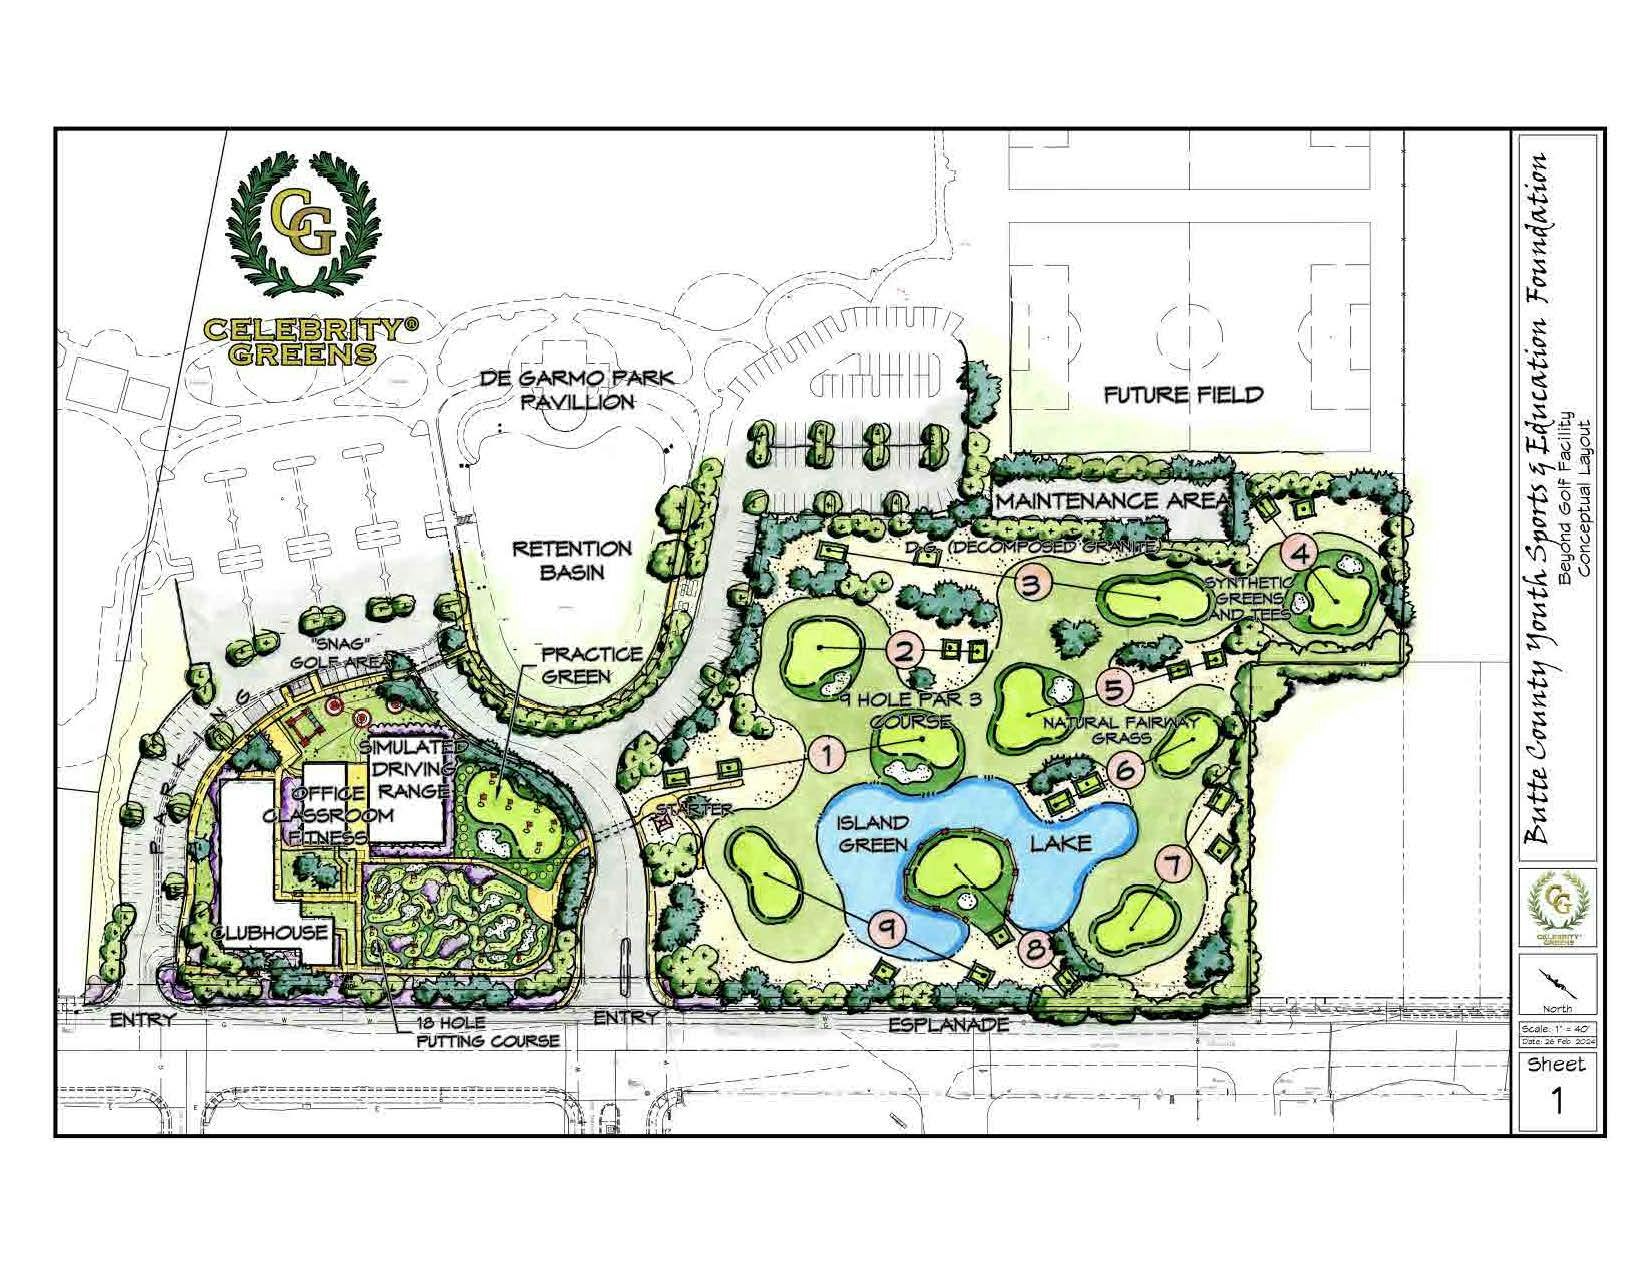 CG
CELEBRITY®
GREENS
DE GARMO PARK
PAVILLION
FUTURE FIELD
MAINTENANCE AREA
RETENTION
BASIN
D.G. (DECOMPOSED GRANITE)
4
3
SYNTHETIC
GREENS
AND TEES
"SNAG"
GOLF AREA
PRACTICE
GREEN
2
5
9 HOLE PAR 3
COURSE
NATURAL FAIRWAY
GRASS
PARKING
SIMULATED
DRIVING
RANGE
1
6
OFFICE
CLASSROOM
FITNESS
STARTER
ISLAND
GREEN
LAKE
7
CLUBHOUSE
9
8
ENTRY
18 HOLE
PUTTING COURSE
ENTRY
ESPLANADE
Butte County Youth Sports & Education Foundation
Beyond Golf Facility
Conceptual Layout
CG
CELEBRITY®
GREENS
North
Scale: 1" = 40'
Date: 26 Feb 2024
Sheet
1